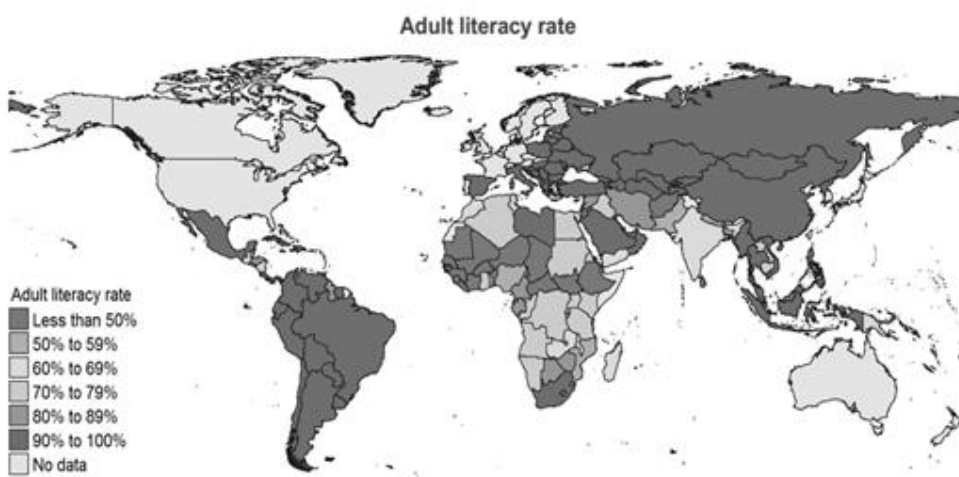 Adult literacy rate
Adult literacy rate
Less than 50%
50% to 59%
60% to 69%
70% to 79%
80% to 89%
90% to 100%
No data